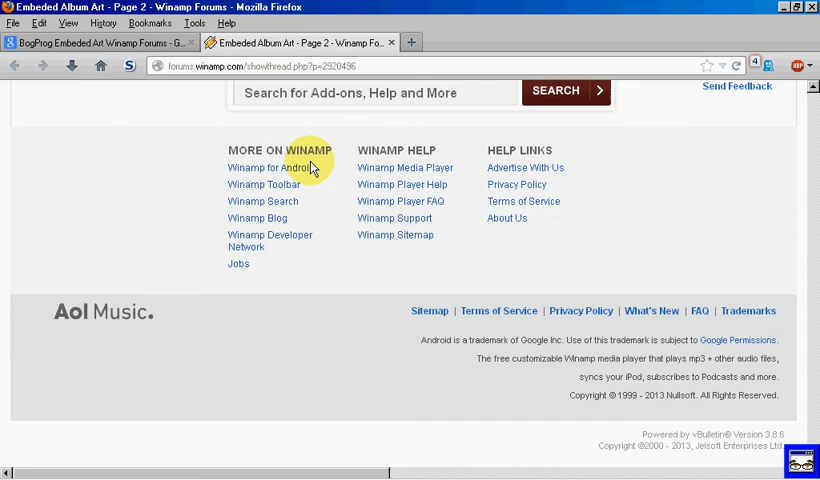 Embeded Album Art - Page 2 - Winamp Forums - Mozilla Firefox
File Edit View History Bookmarks Tools Help
BogProg Embeded Art Winamp Forums - G...
Embeded Album Art - Page 2 - Winamp Fo...
forums.winamp.com/showthread.php?p=2920496
4
ABP
Search for Add-ons, Help and More
SEARCH
Send Feedback
MORE ON WINAMP
Winamp for Android
Winamp Toolbar
Winamp Search
Winamp Blog
Winamp Developer
Network
Jobs
WINAMP HELP
Winamp Media Player
Winamp Player Help
Winamp Player FAQ
Winamp Support
Winamp Sitemap
HELP LINKS
Advertise With Us
Privacy Policy
Terms of Service
About Us
Aol Music.
Sitemap | Terms of Service | Privacy Policy | What's New | FAQ | Trademarks
Android is a trademark of Google Inc. Use of this trademark is subject to Google Permissions.
The free customizable Winamp media player that plays mp3 + other audio files,
syncs your iPod, subscribes to Podcasts and more.
Copyright © 1999 - 2013 Nullsoft. All Rights Reserved.
Powered by vBulletin® Version 3.8.6
Copyright ©2000 - 2013, Jelsoft Enterprises Ltd.